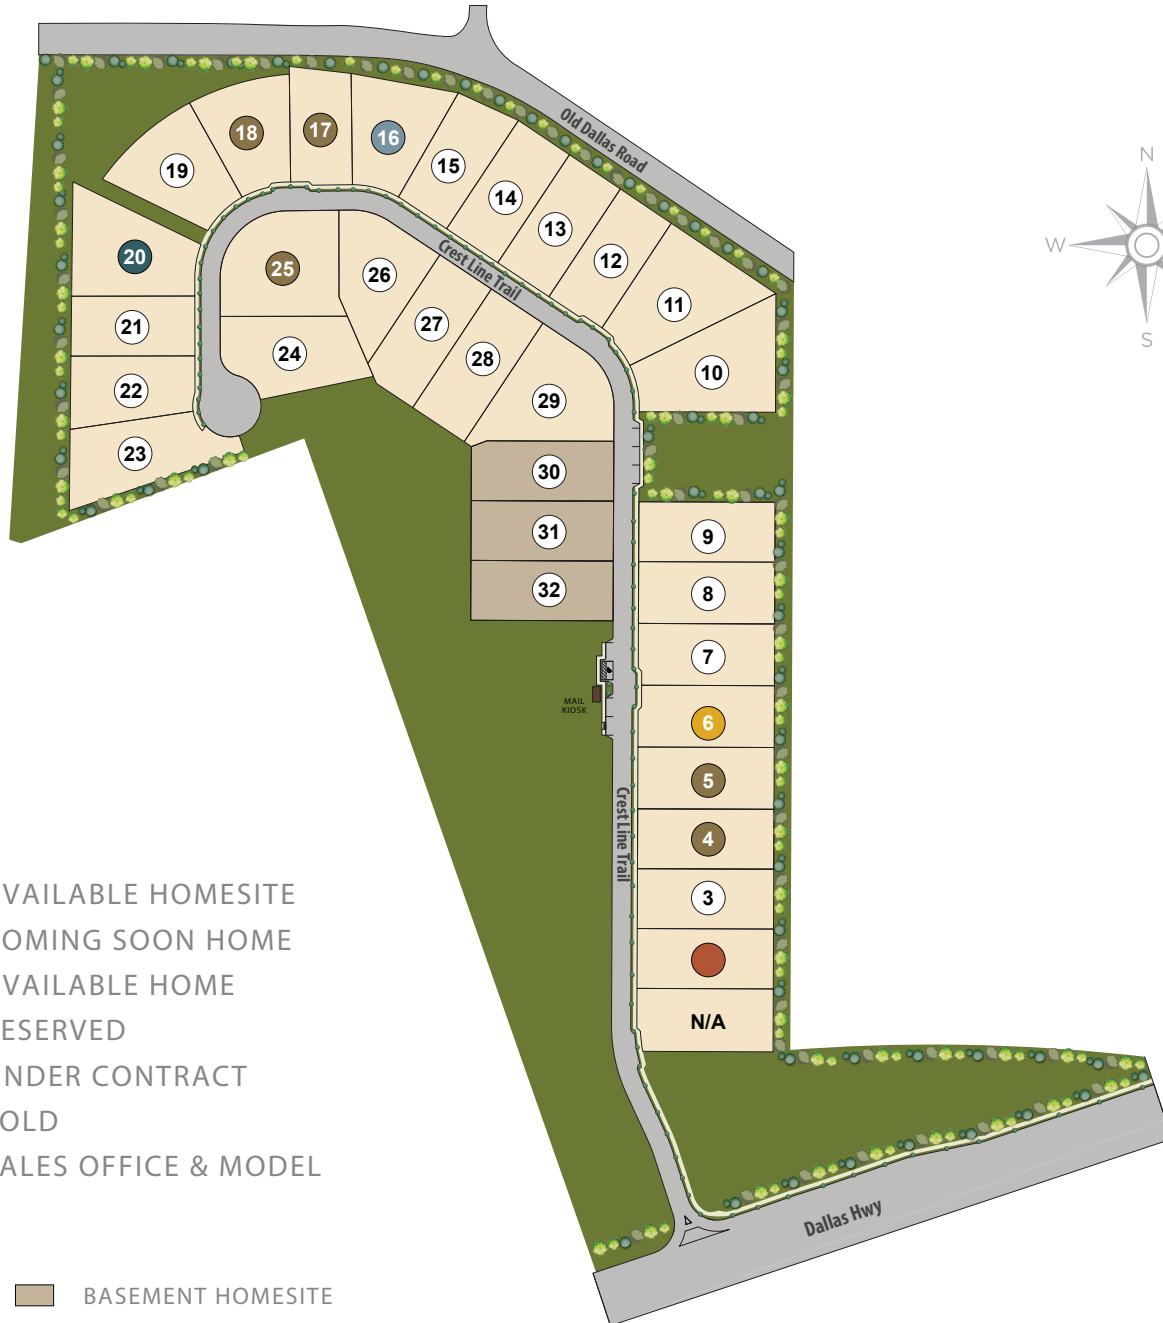 Old Dallas Road
N
W
S
18
17
16
19
15
14
13
12
11
10
20
25
26
21
27
24
28
22
29
23
Crest Line Trail
30
31
32
9
8
7
6
5
4
3
N/A
MAIL
KIOSK
Crest Line Trail
VAILABLE HOMESITE
OMING SOON HOME
VAILABLE HOME
ESERVED
NDER CONTRACT
OLD
ALES OFFICE & MODEL
Dallas Hwy
BASEMENT HOMESITE